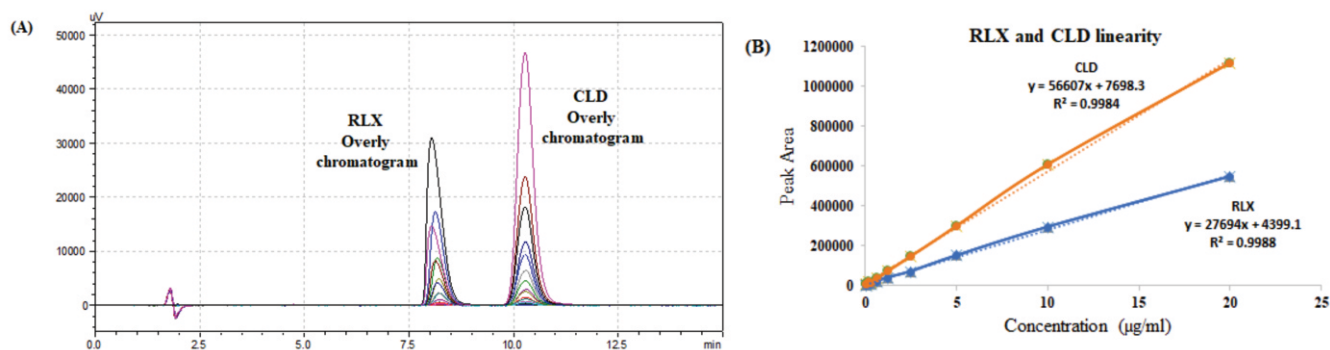 (A)
uV
50000
40000
30000
20000
10000
0
RLX
Overly
chromatogram
CLD
Overly
chromatogram
0.0 2.5 5.0 7.5 10.0 12.5 min
(B)
RLX and CLD linearity
1200000
1000000
800000
600000
400000
200000
0
Peak Area
CLD
y = 56607x + 7698.3
R² = 0.9984
RLX
y = 27694x + 4399.1
R² = 0.9988
0 5 10 15 20 25
Concentration (µg/ml)